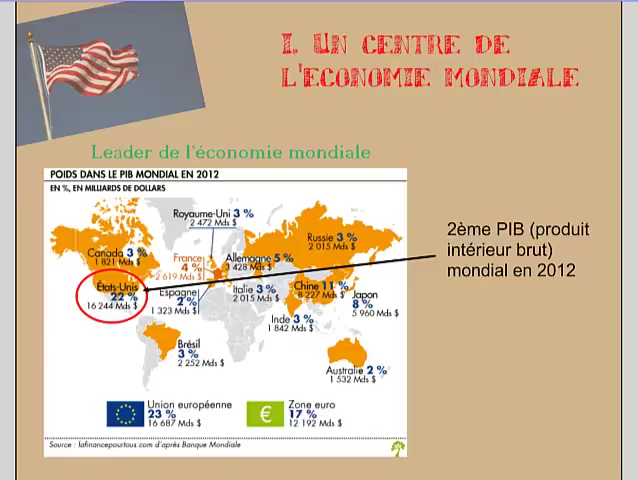 I. UN CENTRE DE
L'ECONOMIE MONDIALE
Leader de l'économie mondiale
POIDS DANS LE PIB MONDIAL EN 2012
EN %, EN MILLIARDS DE DOLLARS
Royaume-Uni 3 %
2 472 Mds $
Russie 3 %
2 015 Mds $
Canada 3 %
1 821 Mds $
France
4 %
2 619 Mds $
Allemagne 5 %
3 428 Mds $
États-Unis
22 %
16 244 Mds $
Espagne
2 %
1 323 Mds $
Italie 3 %
2 015 Mds $
Chine 11 %
8 227 Mds $
Japon
8 %
5 960 Mds $
Inde 3 %
1 842 Mds $
Brésil
3 %
2 252 Mds $
Australie 2 %
1 532 Mds $
Union européenne
23 %
16 687 Mds $
€
Zone euro
17 %
12 192 Mds $
Source : lafinancepourtous.com d'après Banque Mondiale
2ème PIB (produit
intérieur brut)
mondial en 2012